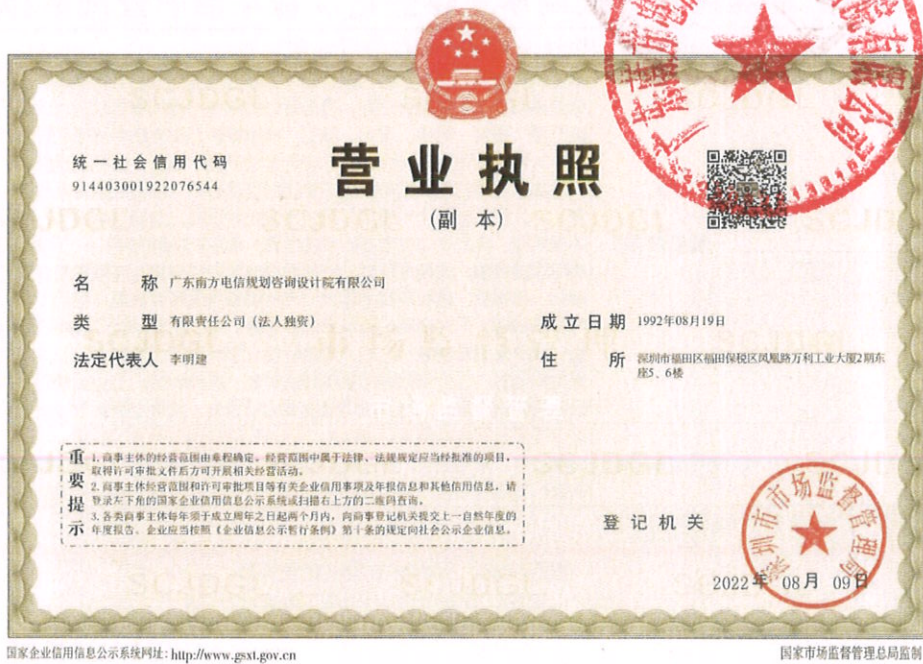 营业执照
(副 本)
统一社会信用代码
914403001922076544
名 称 广东南方电信规划咨询设计院有限公司
类 型 有限责任公司(法人独资)
法定代表人 李明建
成立日期 1992年08月19日
住 所 深圳市福田区福田保税区凤凰路万利工业大厦2期东
座5、6楼
重要提示
1.商事主体的经营范围由章程确定。经营范围中属于法律、法规规定应当经批准的项目,
取得许可审批文件后方可开展相关经营活动。
2.商事主体经营范围和许可审批项目等有关企业信用事项及年报信息和其他信用信息,请
登录左下角的国家企业信用信息公示系统或扫描右上方的二维码查询。
3.各类商事主体每年须于成立周年之日起两个月内,向商事登记机关提交上一自然年度的
年度报告。企业应当按照《企业信息公示暂行条例》第十条的规定向社会公示企业信息。
登记机关
深圳市市场监督管理局
2022年 08月 09日
国家企业信用信息公示系统网址:http://www.gsxt.gov.cn
国家市场监督管理总局监制